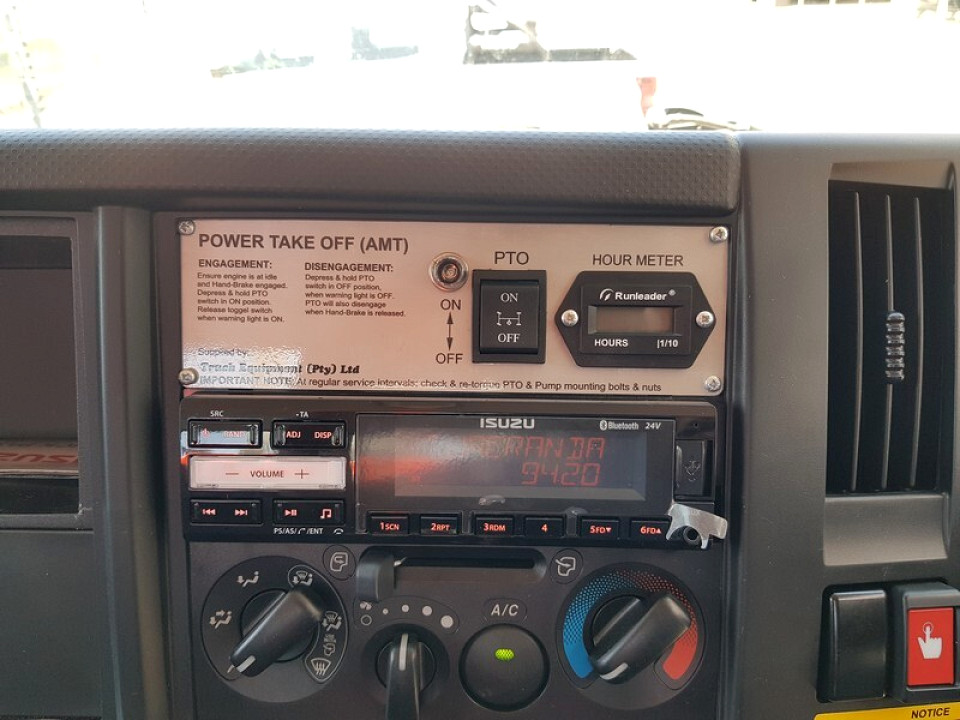 POWER TAKE OFF (AMT)
ENGAGEMENT:
Ensure engine is at idle
and Hand-Brake engaged.
Depress & hold PTO
switch in ON position.
Release toggel switch
when warning light is ON.
DISENGAGEMENT:
Depress & hold PTO
switch in OFF position,
when warning light is OFF.
PTO will also disengage
when Hand-Brake is released.
ON
OFF
PTO
ON
OFF
HOUR METER
Runleader®
HOURS |1/10
Supplied by:
Truck Equipment (Pty) Ltd
IMPORTANT NOTE: At regular service intervals: check & re-torque PTO & Pump mounting bolts & nuts
SRC
BAND
TA
ADJ DISP
ISUZU
Bluetooth 24V
RANDA
9420
− VOLUME +
PS/AS/ /ENT
1SCN 2RPT 3RDM 4 5FD▼ 6FD▲
A/C
NOTICE